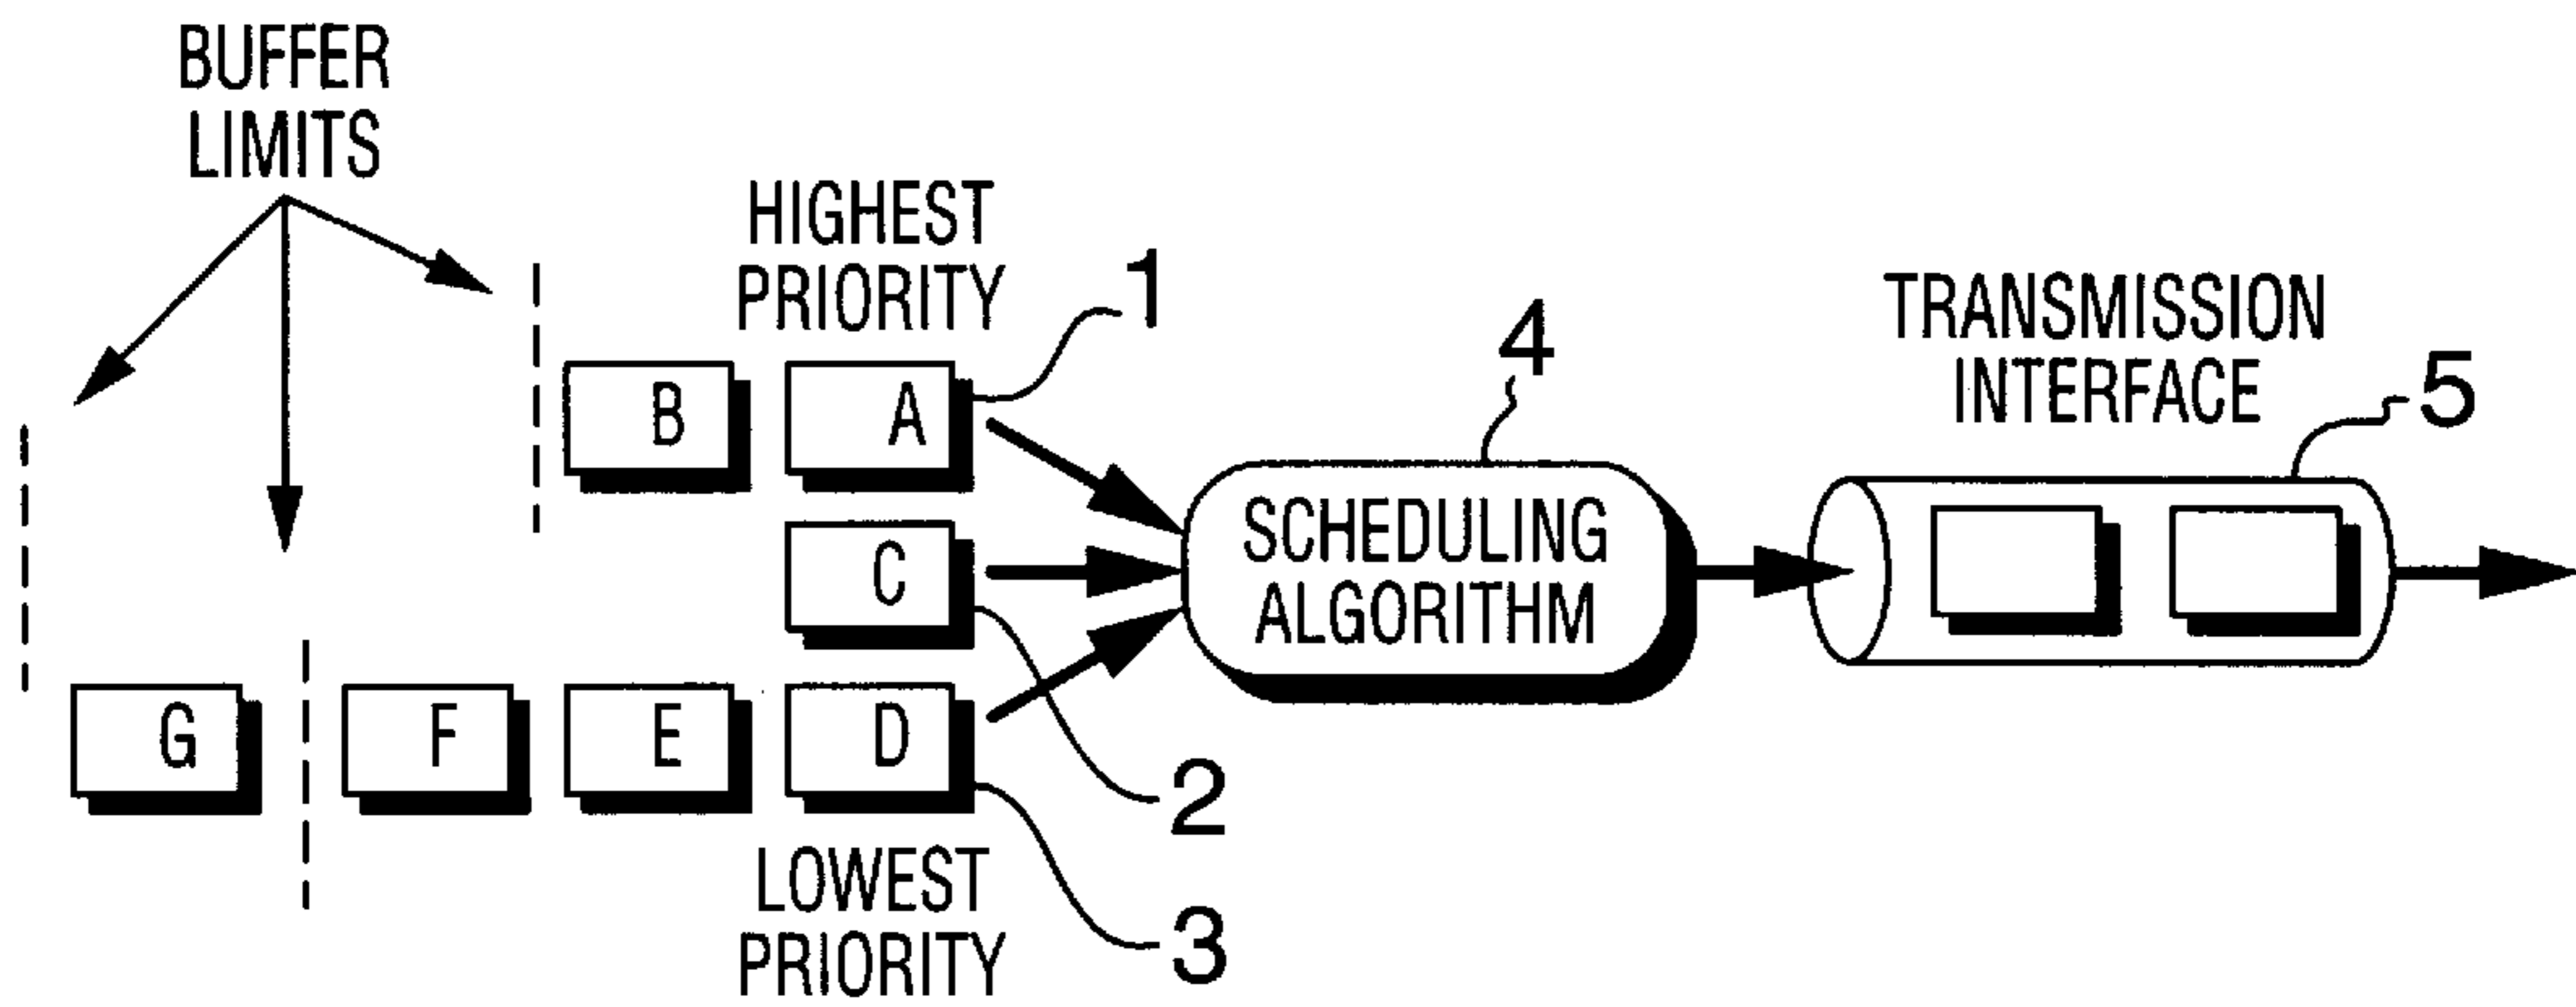 BUFFER
LIMITS
HIGHEST
PRIORITY
1
B
A
C
2
G
F
E
D
3
LOWEST
PRIORITY
4
SCHEDULING
ALGORITHM
TRANSMISSION
INTERFACE
5